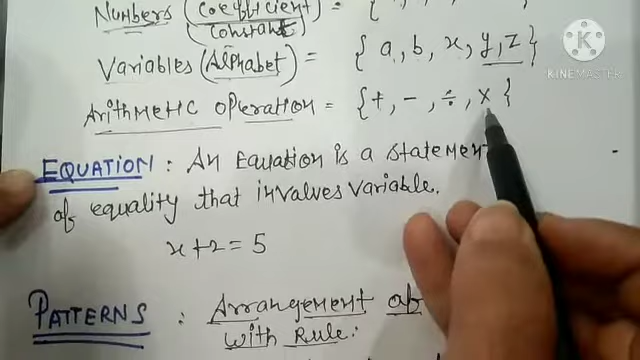 Numbers (Coefficient) = {
(Constant)
Variables (Alphabet) = { a, b, x, y, z }
Arithmetic operation = { +, -, ÷, × }
EQUATION : An Equation is a statement
of equality that invalves variable.
x + 2 = 5
PATTERNS : Arrangement of
with Rule.
KINEMASTER